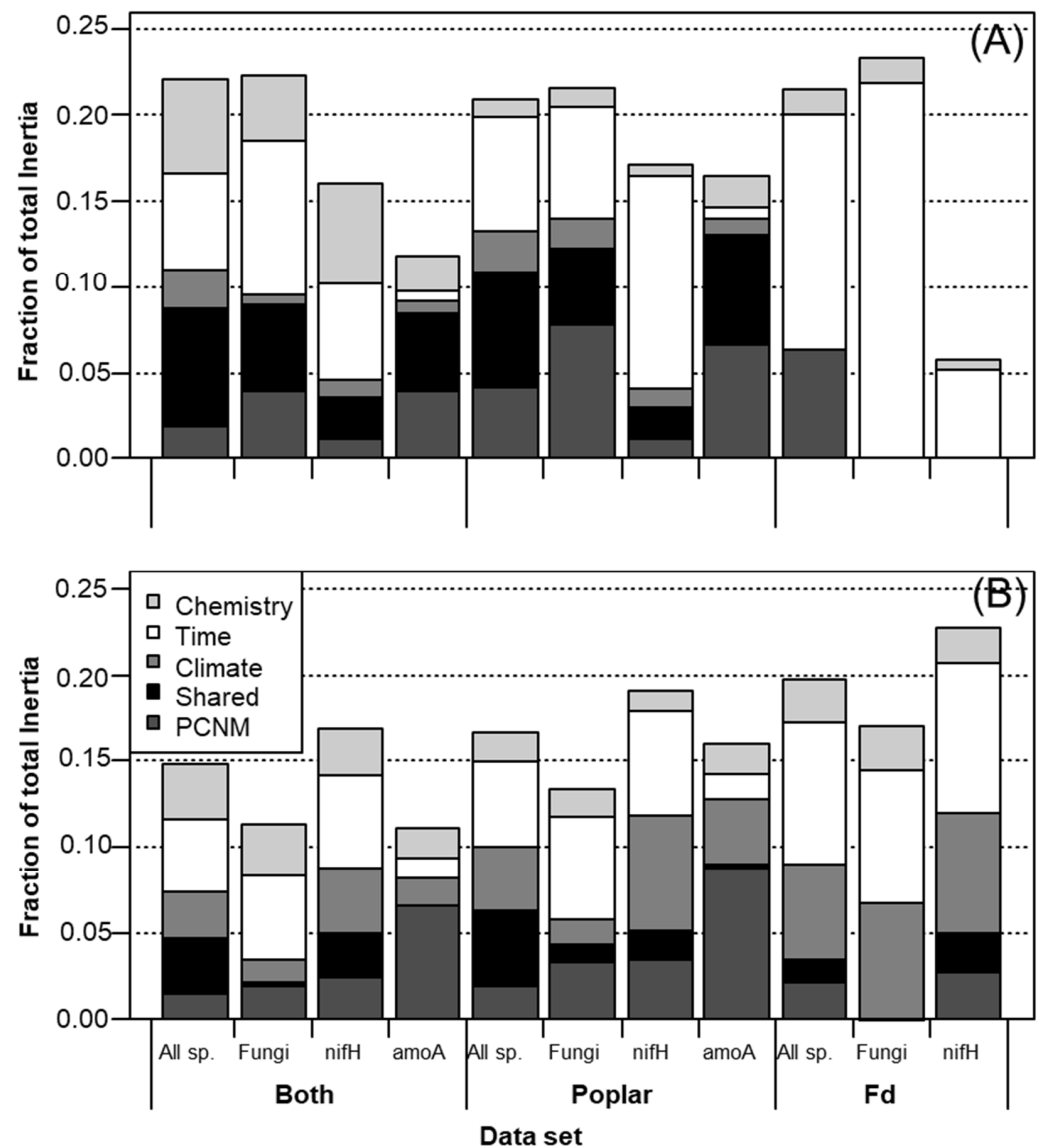 (A)
Fraction of total Inertia
0.25
0.20
0.15
0.10
0.05
0.00
(B)
Fraction of total Inertia
0.25
0.20
0.15
0.10
0.05
0.00
Chemistry
Time
Climate
Shared
PCNM
All sp. Fungi nifH amoA All sp. Fungi nifH amoA All sp. Fungi nifH
Both Poplar Fd
Data set